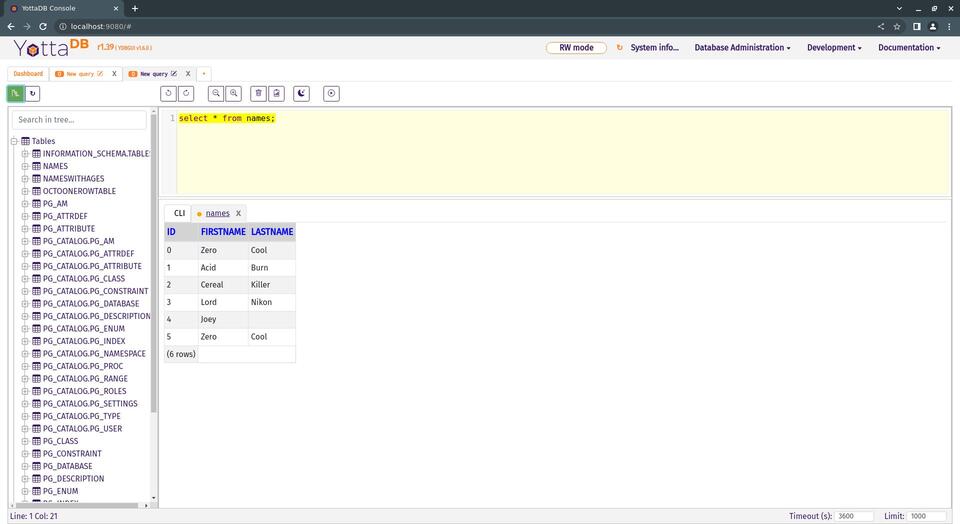 YottaDB Console
localhost:9080/#
YottaDB r1.39 (YDBGUI v1.6.0) RW mode System info... Database Administration Development Documentation
Dashboard New query X New query X +
Search in tree...
1 select * from names;
Tables
INFORMATION_SCHEMA.TABLE
NAMES
NAMESWITHAGES
OCTOONEROWTABLE
PG_AM
PG_ATTRDEF
PG_ATTRIBUTE
PG_CATALOG.PG_AM
PG_CATALOG.PG_ATTRDEF
PG_CATALOG.PG_ATTRIBUTE
PG_CATALOG.PG_CLASS
PG_CATALOG.PG_CONSTRAINT
PG_CATALOG.PG_DATABASE
PG_CATALOG.PG_DESCRIPTION
PG_CATALOG.PG_ENUM
PG_CATALOG.PG_INDEX
PG_CATALOG.PG_NAMESPACE
PG_CATALOG.PG_PROC
PG_CATALOG.PG_RANGE
PG_CATALOG.PG_ROLES
PG_CATALOG.PG_SETTINGS
PG_CATALOG.PG_TYPE
PG_CATALOG.PG_USER
PG_CLASS
PG_CONSTRAINT
PG_DATABASE
PG_DESCRIPTION
PG_ENUM
CLI names X
ID FIRSTNAME LASTNAME
0 Zero Cool
1 Acid Burn
2 Cereal Killer
3 Lord Nikon
4 Joey
5 Zero Cool
(6 rows)
Line: 1 Col: 21 Timeout (s): 3600 Limit: 1000